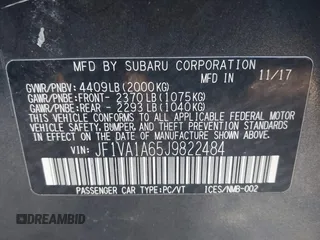 MFD BY SUBARU CORPORATION
11/17
GVWR/PNBV: 4409LB(2000KG)
GAWR/PNBE:FRONT- 2370LB(1075KG)
GAWR/PNBE:REAR - 2293LB(1040KG)
THIS VEHICLE CONFORMS TO ALL APPLICABLE FEDERAL MOTOR
VEHICLE SAFETY, BUMPER, AND THEFT PREVENTION STANDARDS
IN EFFECT ON THE DATE OF MANUFACTURE SHOWN ABOVE.
VIN: JF1VA1A65J9822484
PASSENGER CAR TYPE:PC/VT ICES/NMB-002
DREAMBID